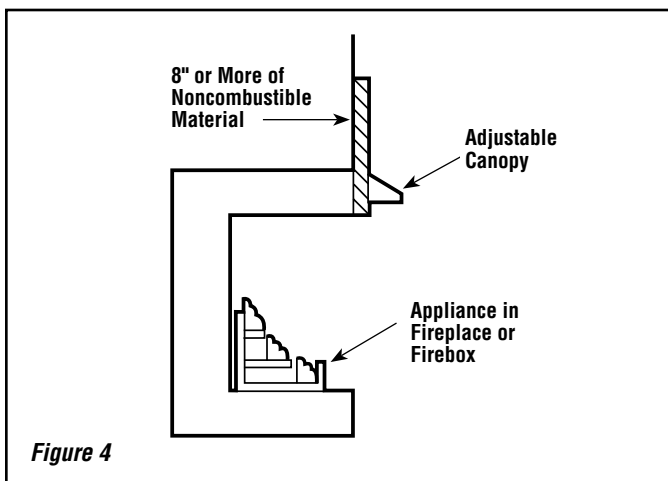 8" or More of
Noncombustible
Material
Adjustable
Canopy
Appliance in
Fireplace or
Firebox
Figure 4